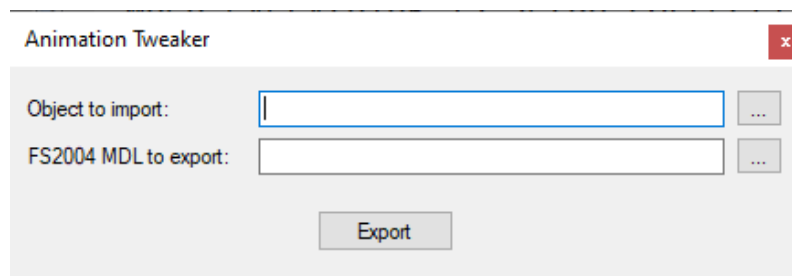 Animation Tweaker
x
Object to import:
...
FS2004 MDL to export:
...
Export